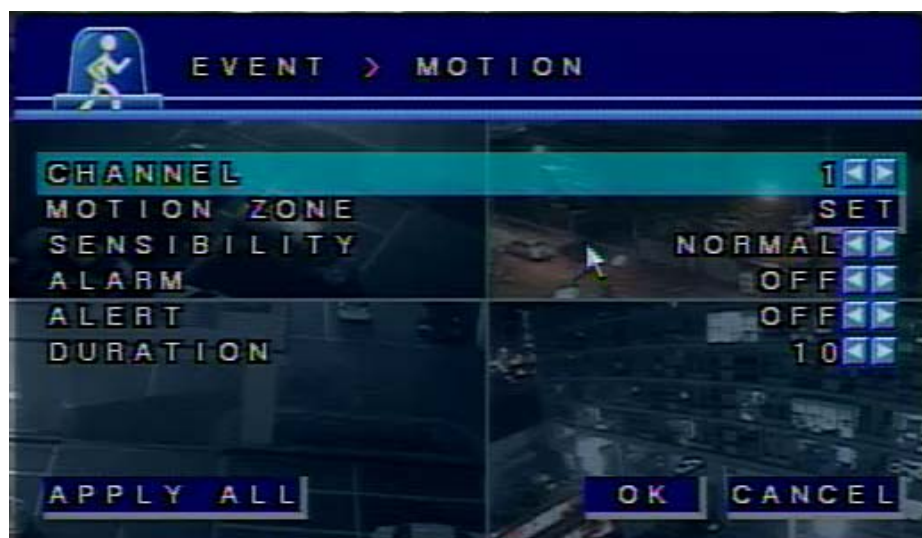 EVENT > MOTION
CHANNEL 1
MOTION ZONE SET
SENSIBILITY NORMAL
ALARM OFF
ALERT OFF
DURATION 10
APPLY ALL OK CANCEL